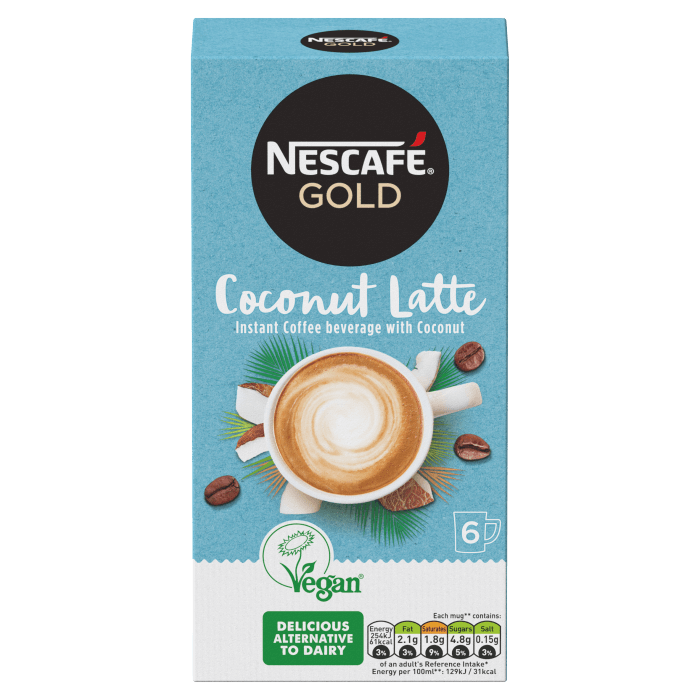 NESCAFÉ
GOLD
NESCAFÉ®
GOLD
Coconut Latte
Instant Coffee beverage with Coconut
6
Vegan®
DELICIOUS
ALTERNATIVE
TO DAIRY
Each mug** contains:
Energy Fat Saturates Sugars Salt
254kJ 2.1g 1.8g 4.8g 0.15g
61kcal
3% 3% 9% 5% 3%
of an adult's Reference Intake*
Energy per 100ml**: 129kJ / 31kcal